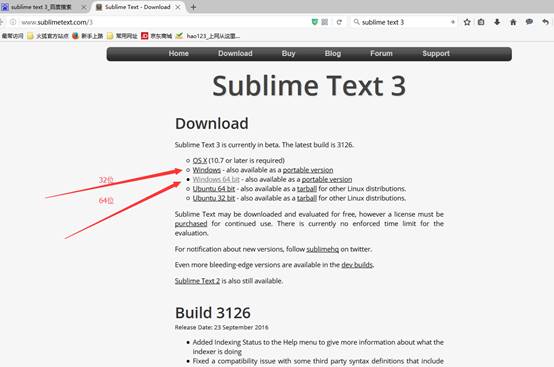 sublime text 3_百度搜索
Sublime Text - Download
www.sublimetext.com/3
sublime text 3
最常访问 火狐官方站点 新手上路 常用网址 京东商城 hao123_上网从这里...
Home Download Buy Blog Forum Support
Sublime Text 3
Download
Sublime Text 3 is currently in beta. The latest build is 3126.
OS X (10.7 or later is required)
Windows - also available as a portable version
Windows 64 bit - also available as a portable version
Ubuntu 64 bit - also available as a tarball for other Linux distributions.
Ubuntu 32 bit - also available as a tarball for other Linux distributions.
32位
64位
Sublime Text may be downloaded and evaluated for free, however a license must be
purchased for continued use. There is currently no enforced time limit for the
evaluation.
For notification about new versions, follow sublimehq on twitter.
Even more bleeding-edge versions are available in the dev builds.
Sublime Text 2 is also still available.
Build 3126
Release Date: 23 September 2016
Added Indexing Status to the Help menu to give more information about what the
indexer is doing
Fixed a compatibility issue with some third party syntax definitions that include